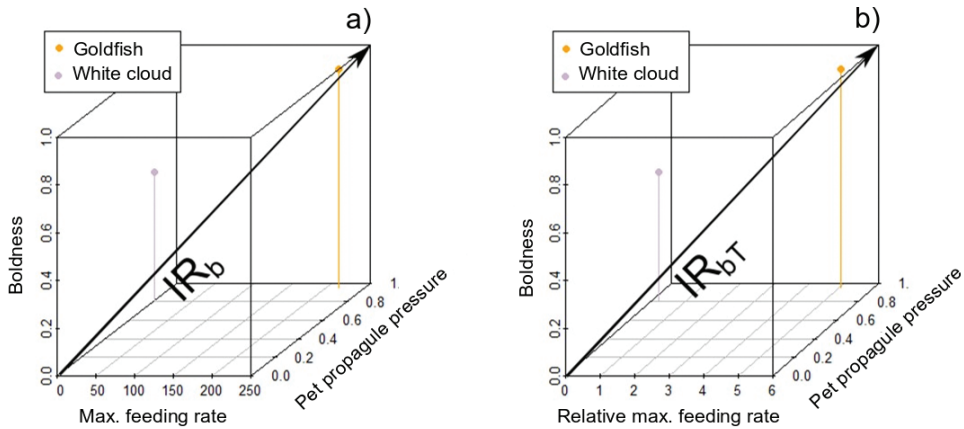 a)
Goldfish
White cloud
1.0
0.8
0.6
0.4
0.2
0.0
Boldness
IRb
0 50 100 150 200 250
Max. feeding rate
0.0
0.2
0.4
0.6
0.8
1.
Pet propagule pressure
b)
Goldfish
White cloud
1.0
0.8
0.6
0.4
0.2
0.0
Boldness
IRbT
0 1 2 3 4 5 6
Relative max. feeding rate
0.0
0.2
0.4
0.6
0.8
1.
Pet propagule pressure